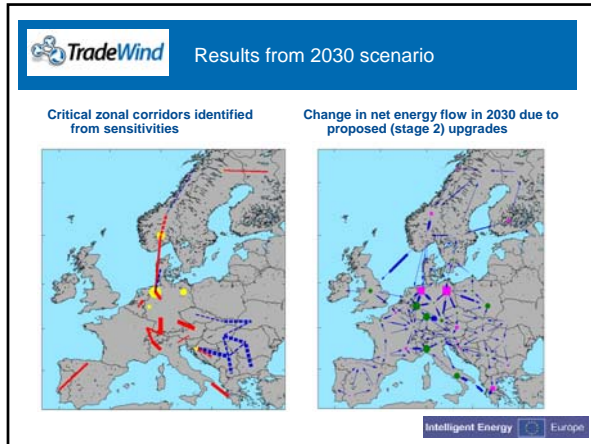 TradeWind
Results from 2030 scenario
Critical zonal corridors identified
from sensitivities
Change in net energy flow in 2030 due to
proposed (stage 2) upgrades
Intelligent Energy Europe